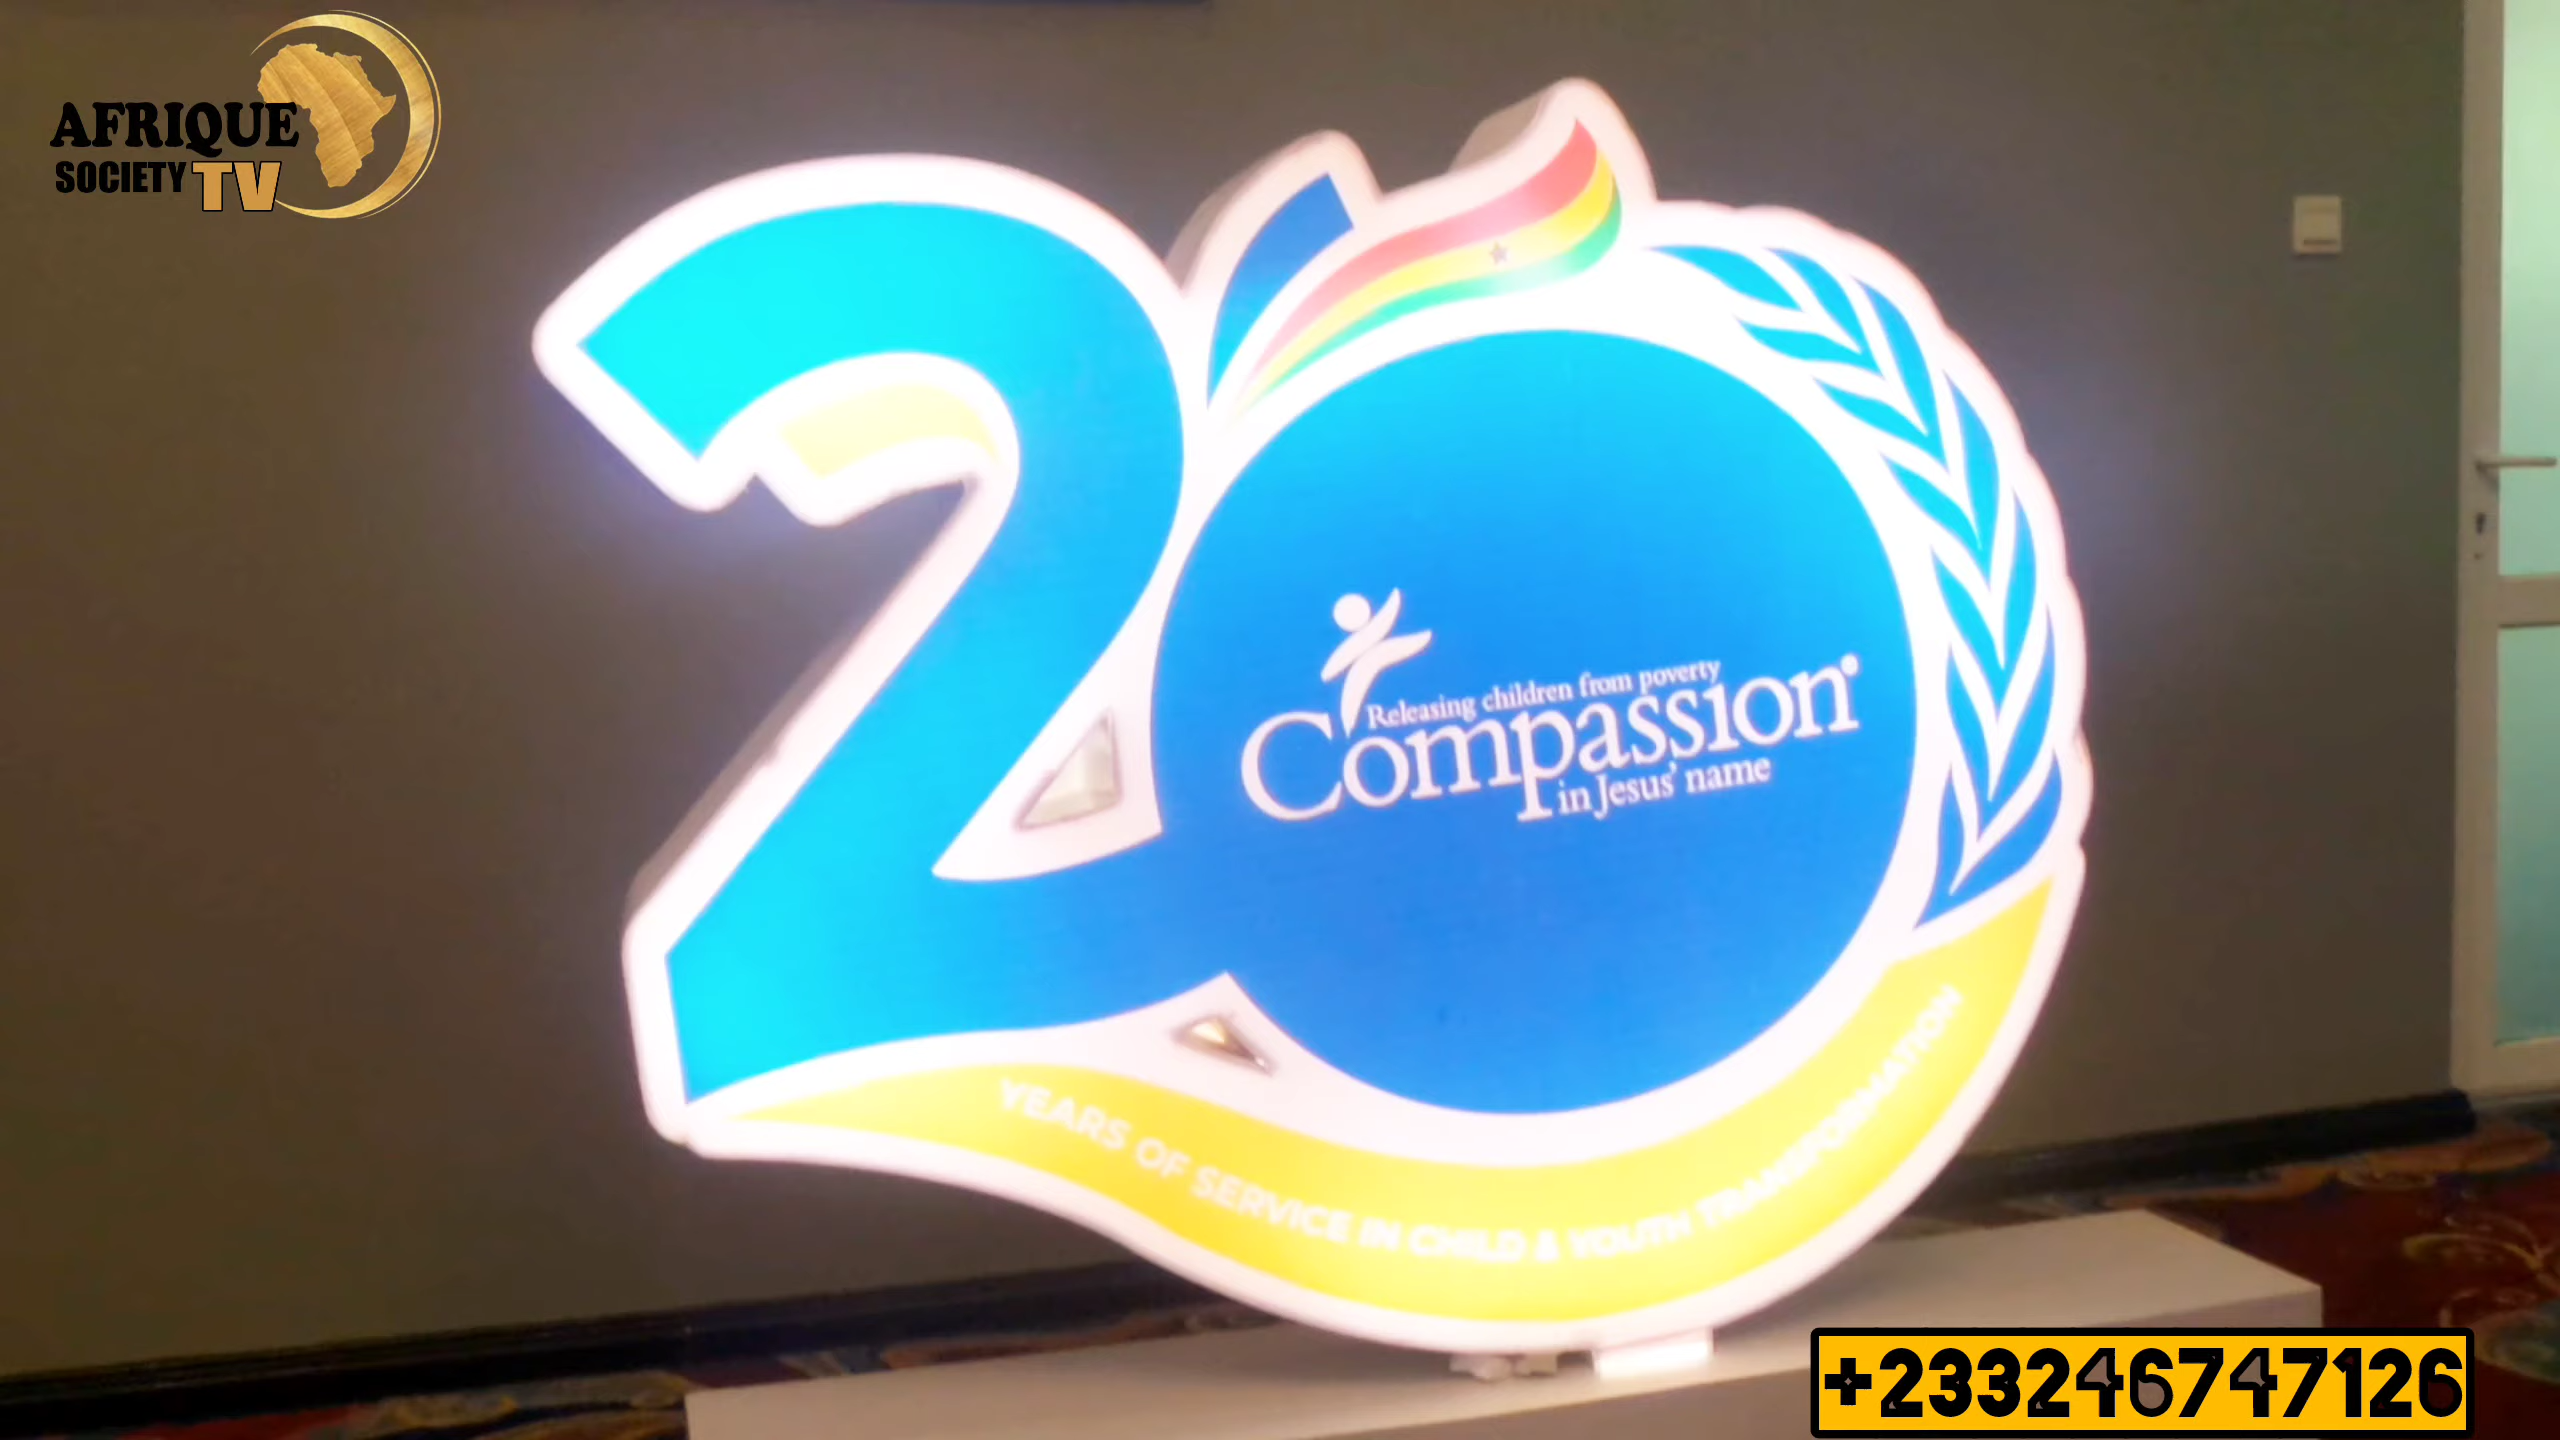 AFRIQUE
SOCIETY TV
20
Releasing children from poverty
Compassion®
in Jesus' name
YEARS OF SERVICE IN CHILD & YOUTH TRANSFORMATION
+233246747126